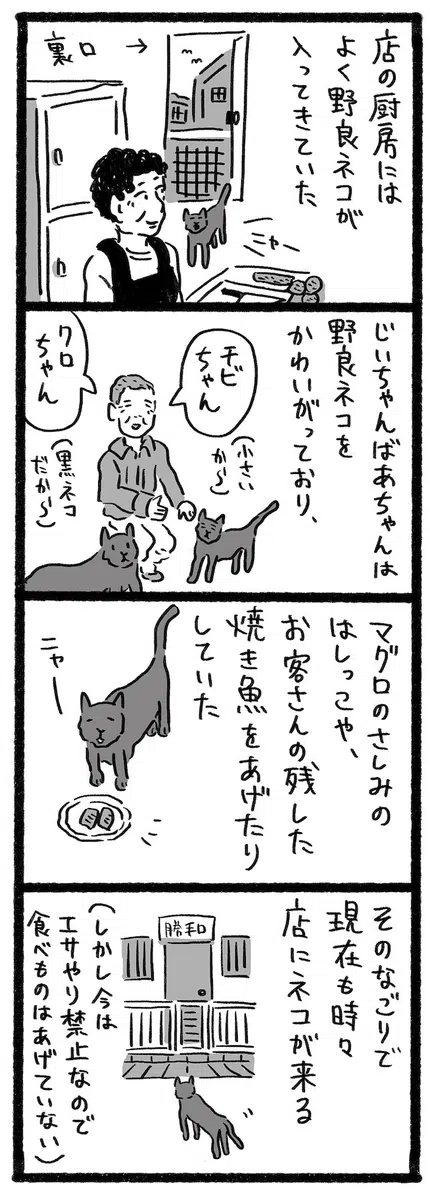 店の厨房には
よく野良ネコが
入ってきていた
裏口→
ニャー
じいちゃんばあちゃんは
野良ネコを
かわいがっており、
チビ
ちゃん
(小さい
から〜)
クロ
ちゃん
(黒ネコ
だから〜)
マグロのさしみの
はしっこや、
お客さんの残した
焼き魚をあげたり
していた
ニャー
そのなごりで
現在も時々
店にネコが来る
勝和
(しかし今は
エサやり禁止なので
食べものはあげていない)